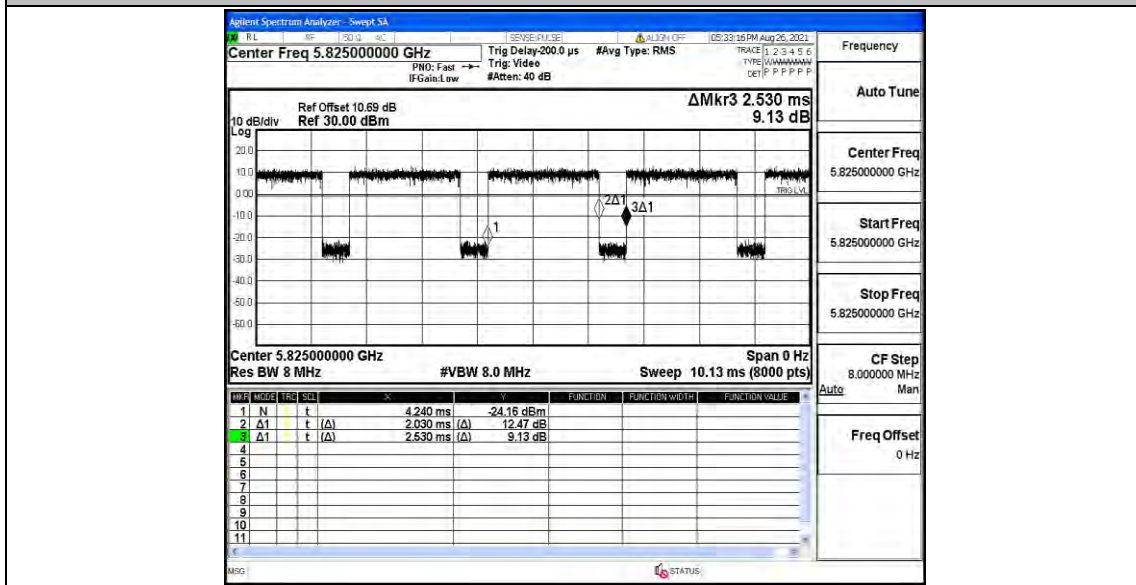 Agilent Spectrum Analyzer - Swept SA
RL RF 50 Ω AC SENSE:PULSE ALIGN OFF 05:33:16 PM Aug 26, 2021
Center Freq 5.825000000 GHz
PNO: Fast
IFGain:Low
Trig Delay-200.0 µs
Trig: Video
#Atten: 40 dB
#Avg Type: RMS
TRACE 1 2 3 4 5 6
TYPE WWWWWWW
DET P P P P P P
ΔMkr3 2.530 ms
9.13 dB
Ref Offset 10.69 dB
10 dB/div Ref 30.00 dBm
Log
20.0
10.0
0.00
-10.0
-20.0
-30.0
-40.0
-50.0
-60.0
TRIG LVL
1
2Δ1
3Δ1
Center 5.825000000 GHz Span 0 Hz
Res BW 8 MHz #VBW 8.0 MHz Sweep 10.13 ms (8000 pts)
MKR MODE TRC SCL X Y FUNCTION FUNCTION WIDTH FUNCTION VALUE
1 N t 4.240 ms -24.16 dBm
2 Δ1 t (Δ) 2.030 ms (Δ) 12.47 dB
3 Δ1 t (Δ) 2.530 ms (Δ) 9.13 dB
4
5
6
7
8
9
10
11
MSG STATUS
Frequency
Auto Tune
Center Freq
5.825000000 GHz
Start Freq
5.825000000 GHz
Stop Freq
5.825000000 GHz
CF Step
8.000000 MHz
Auto Man
Freq Offset
0 Hz